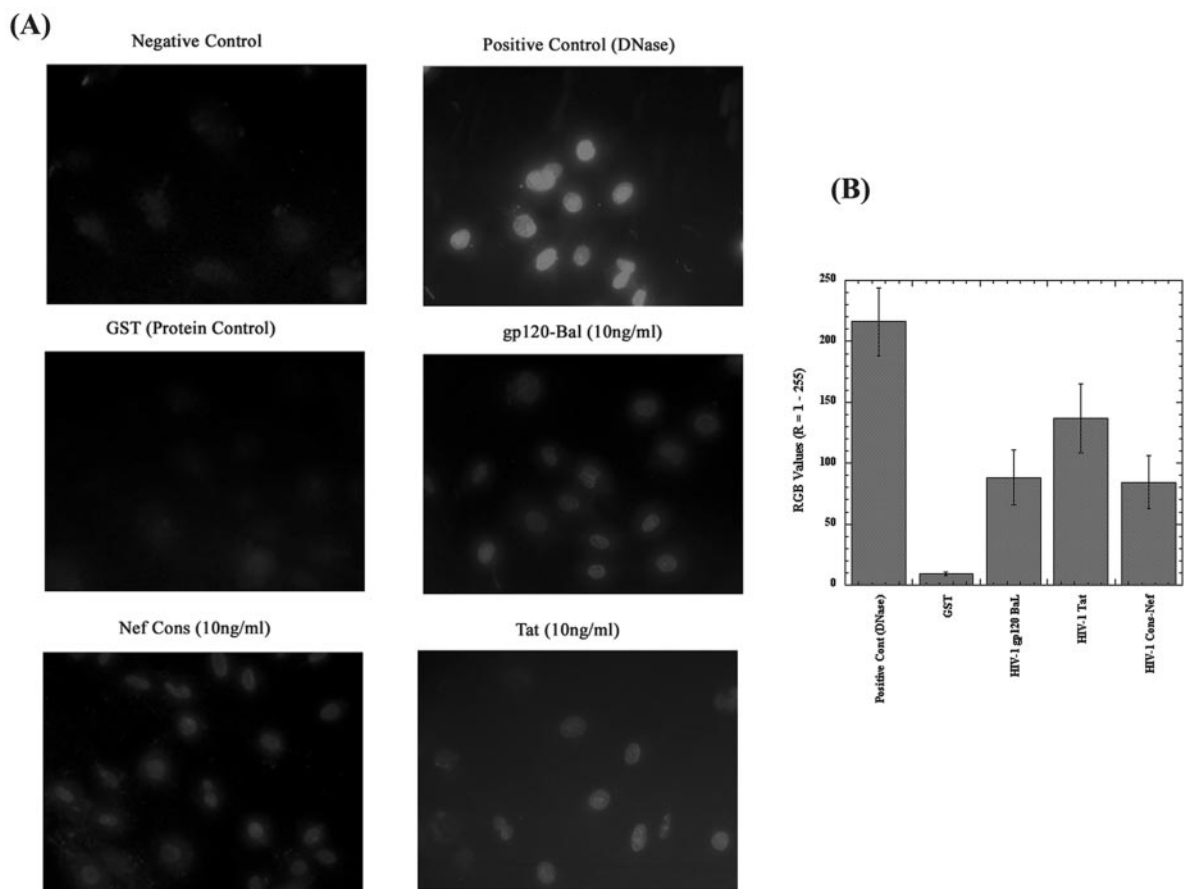 (A)
Negative Control
Positive Control (DNase)
GST (Protein Control)
gp120-Bal (10ng/ml)
Nef Cons (10ng/ml)
Tat (10ng/ml)
(B)
250
200
150
100
50
0
RGB Values (R = 1 - 255)
Positive Cont (DNase)
GST
HIV-1 gp120 BaL
HIV-1 Tat
HIV-1 Cons-Nef